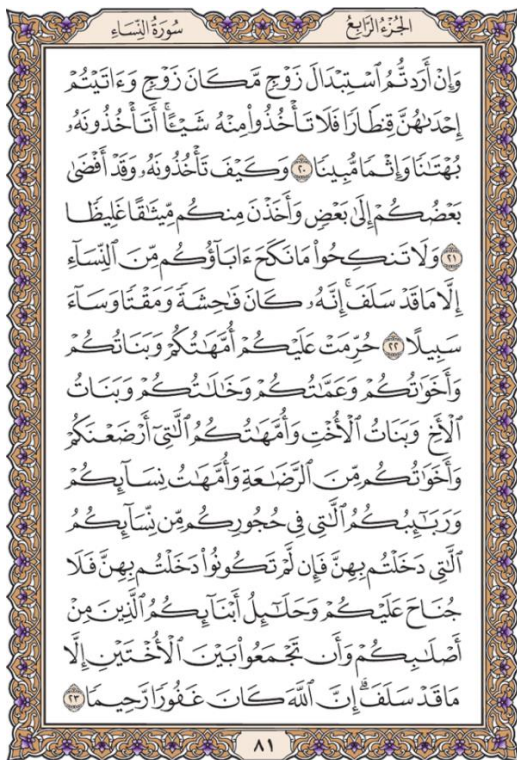 الجُزْءُ الرَّابِعُ
سُورَةُ النِّسَاءِ
وَإِنْ أَرَدتُّمُ ٱسْتِبْدَالَ زَوْجٍ مَّكَانَ زَوْجٍ وَءَاتَيْتُمْ
إِحْدَىٰهُنَّ قِنطَارًا فَلَا تَأْخُذُوا۟ مِنْهُ شَيْـًٔا ۚ أَتَأْخُذُونَهُۥ
بُهْتَـٰنًا وَإِثْمًا مُّبِينًا ٢٠ وَكَيْفَ تَأْخُذُونَهُۥ وَقَدْ أَفْضَىٰ
بَعْضُكُمْ إِلَىٰ بَعْضٍ وَأَخَذْنَ مِنكُم مِّيثَـٰقًا غَلِيظًا
٢١ وَلَا تَنكِحُوا۟ مَا نَكَحَ ءَابَآؤُكُم مِّنَ ٱلنِّسَآءِ
إِلَّا مَا قَدْ سَلَفَ ۚ إِنَّهُۥ كَانَ فَـٰحِشَةً وَمَقْتًا وَسَآءَ
سَبِيلًا ٢٢ حُرِّمَتْ عَلَيْكُمْ أُمَّهَـٰتُكُمْ وَبَنَاتُكُمْ
وَأَخَوَٰتُكُمْ وَعَمَّـٰتُكُمْ وَخَـٰلَـٰتُكُمْ وَبَنَاتُ
ٱلْأَخِ وَبَنَاتُ ٱلْأُخْتِ وَأُمَّهَـٰتُكُمُ ٱلَّـٰتِىٓ أَرْضَعْنَكُمْ
وَأَخَوَٰتُكُم مِّنَ ٱلرَّضَـٰعَةِ وَأُمَّهَـٰتُ نِسَآئِكُمْ
وَرَبَـٰٓئِبُكُمُ ٱلَّـٰتِى فِى حُجُورِكُم مِّن نِّسَآئِكُمُ
ٱلَّـٰتِى دَخَلْتُم بِهِنَّ فَإِن لَّمْ تَكُونُوا۟ دَخَلْتُم بِهِنَّ فَلَا
جُنَاحَ عَلَيْكُمْ وَحَلَـٰٓئِلُ أَبْنَآئِكُمُ ٱلَّذِينَ مِنْ
أَصْلَـٰبِكُمْ وَأَن تَجْمَعُوا۟ بَيْنَ ٱلْأُخْتَيْنِ إِلَّا
مَا قَدْ سَلَفَ ۗ إِنَّ ٱللَّهَ كَانَ غَفُورًا رَّحِيمًا ٢٣
٨١